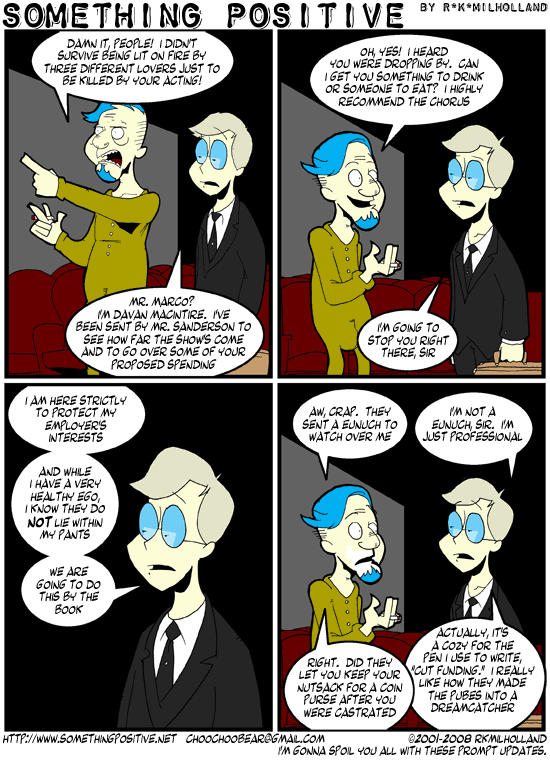 SOMETHING POSITIVE BY R*K*MILHOLLAND
DAMN IT, PEOPLE! I DIDN'T
SURVIVE BEING LIT ON FIRE BY
THREE DIFFERENT LOVERS JUST TO
BE KILLED BY YOUR ACTING!
MR. MARCO?
I'M DAVAN MACINTIRE. I'VE
BEEN SENT BY MR. SANDERSON TO
SEE HOW FAR THE SHOW'S COME
AND TO GO OVER SOME OF YOUR
PROPOSED SPENDING
OH, YES! I HEARD
YOU WERE DROPPING BY. CAN
I GET YOU SOMETHING TO DRINK
OR SOMEONE TO EAT? I HIGHLY
RECOMMEND THE CHORUS
I'M GOING TO
STOP YOU RIGHT
THERE, SIR
I AM HERE STRICTLY
TO PROTECT MY
EMPLOYER'S
INTERESTS
AND WHILE
I HAVE A VERY
HEALTHY EGO,
I KNOW THEY DO
NOT LIE WITHIN
MY PANTS
WE ARE
GOING TO DO
THIS BY THE
BOOK
AW, CRAP. THEY
SENT A EUNUCH TO
WATCH OVER ME
I'M NOT A
EUNUCH, SIR. I'M
JUST PROFESSIONAL
RIGHT. DID THEY
LET YOU KEEP YOUR
NUTSACK FOR A COIN
PURSE AFTER YOU
WERE CASTRATED
ACTUALLY, IT'S
A COZY FOR THE
PEN I USE TO WRITE,
"CUT FUNDING." I REALLY
LIKE HOW THEY MADE
THE PUBES INTO A
DREAMCATCHER
HTTP://WWW.SOMETHINGPOSITIVE.NET CHOOCHOOBEAR@GMAIL.COM ©2001-2008 RKMILHOLLAND
I'M GONNA SPOIL YOU ALL WITH THESE PROMPT UPDATES.